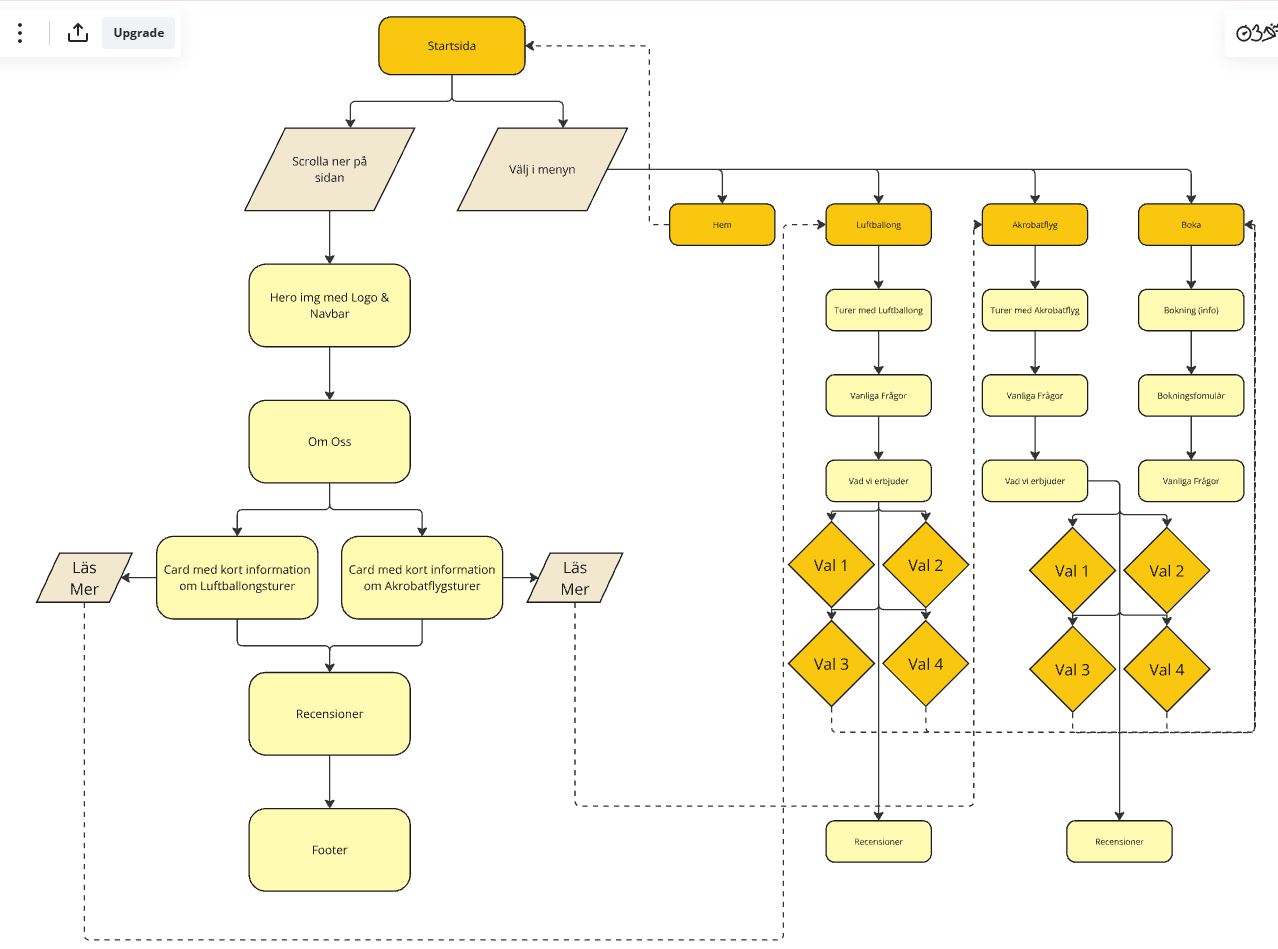 Upgrade
Startsida
Scrolla ner på
sidan
Välj i menyn
Hem
Luftballong
Akrobatflyg
Boka
Hero img med Logo &
Navbar
Turer med Luftballong
Turer med Akrobatflyg
Bokning (info)
Om Oss
Vanliga Frågor
Vanliga Frågor
Bokningsfomulär
Vad vi erbjuder
Vad vi erbjuder
Vanliga Frågor
Läs
Mer
Card med kort information
om Luftballongsturer
Card med kort information
om Akrobatflygsturer
Läs
Mer
Val 1
Val 2
Val 1
Val 2
Val 3
Val 4
Val 3
Val 4
Recensioner
Footer
Recensioner
Recensioner